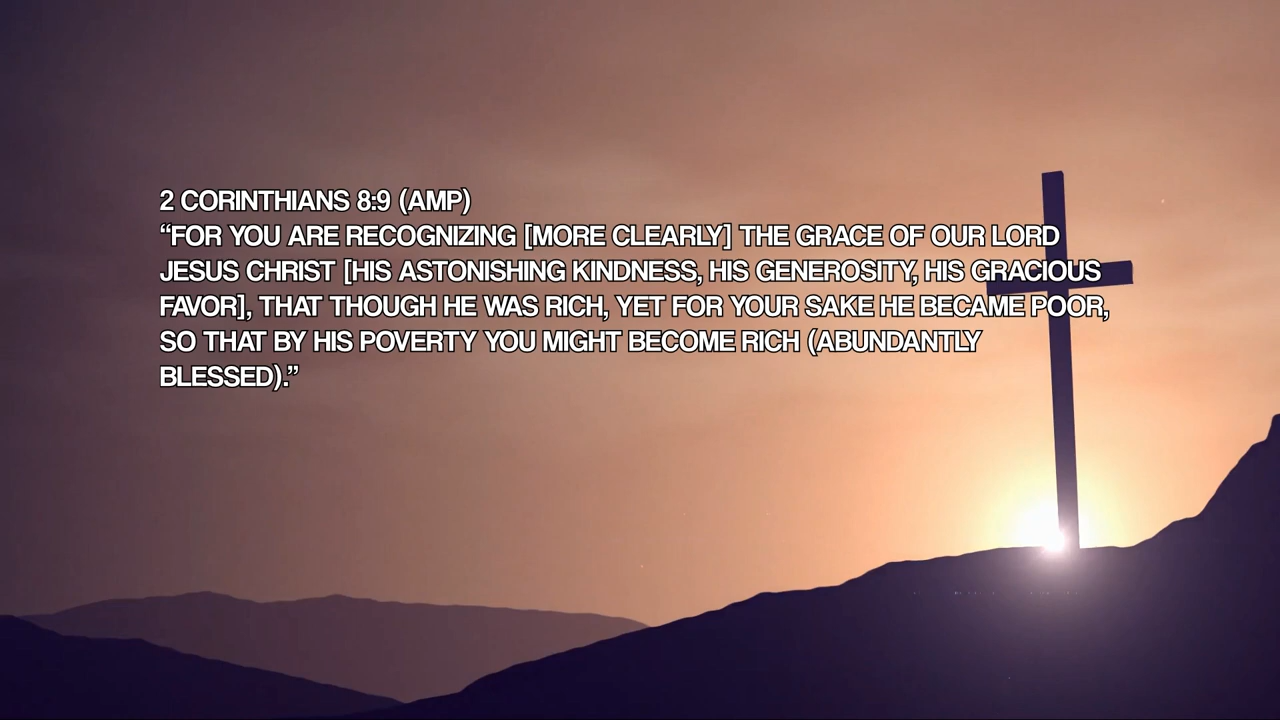 2 CORINTHIANS 8:9 (AMP)
“FOR YOU ARE RECOGNIZING [MORE CLEARLY] THE GRACE OF OUR LORD
JESUS CHRIST [HIS ASTONISHING KINDNESS, HIS GENEROSITY, HIS GRACIOUS
FAVOR], THAT THOUGH HE WAS RICH, YET FOR YOUR SAKE HE BECAME POOR,
SO THAT BY HIS POVERTY YOU MIGHT BECOME RICH (ABUNDANTLY
BLESSED).”